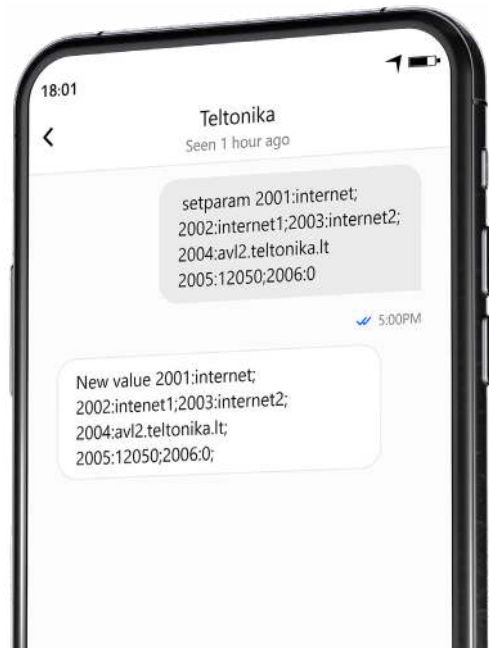 18:01
Teltonika
Seen 1 hour ago
setparam 2001:internet;
2002:internet1;2003:internet2;
2004:avl2.teltonika.lt
2005:12050;2006:0
5:00PM
New value 2001:internet;
2002:intenet1;2003:internet2;
2004:avl2.teltonika.lt;
2005:12050;2006:0;